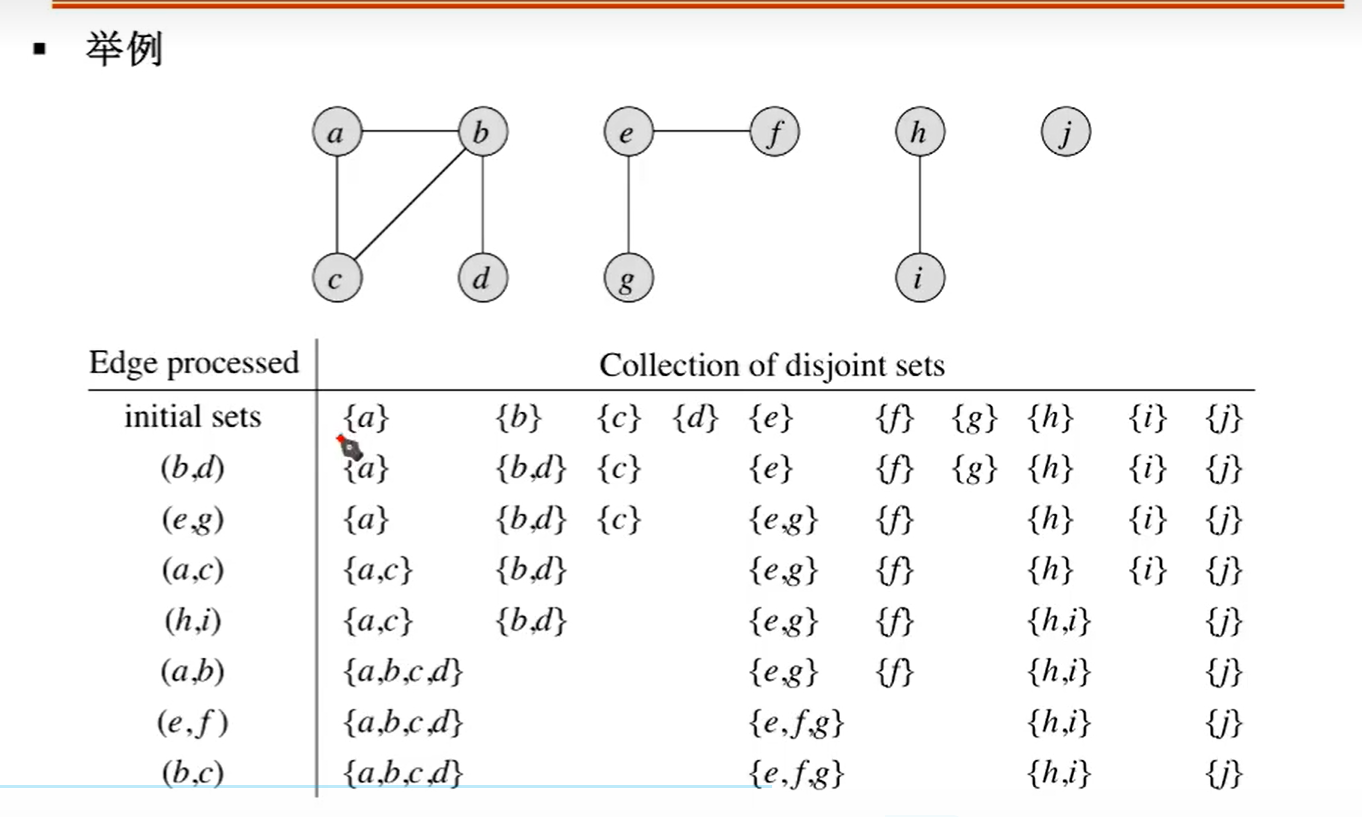 ▪ 举例
a b e f h j
c d g i
Edge processed Collection of disjoint sets
initial sets {a} {b} {c} {d} {e} {f} {g} {h} {i} {j}
(b,d) {a} {b,d} {c} {e} {f} {g} {h} {i} {j}
(e,g) {a} {b,d} {c} {e,g} {f} {h} {i} {j}
(a,c) {a,c} {b,d} {e,g} {f} {h} {i} {j}
(h,i) {a,c} {b,d} {e,g} {f} {h,i} {j}
(a,b) {a,b,c,d} {e,g} {f} {h,i} {j}
(e,f) {a,b,c,d} {e,f,g} {h,i} {j}
(b,c) {a,b,c,d} {e,f,g} {h,i} {j}